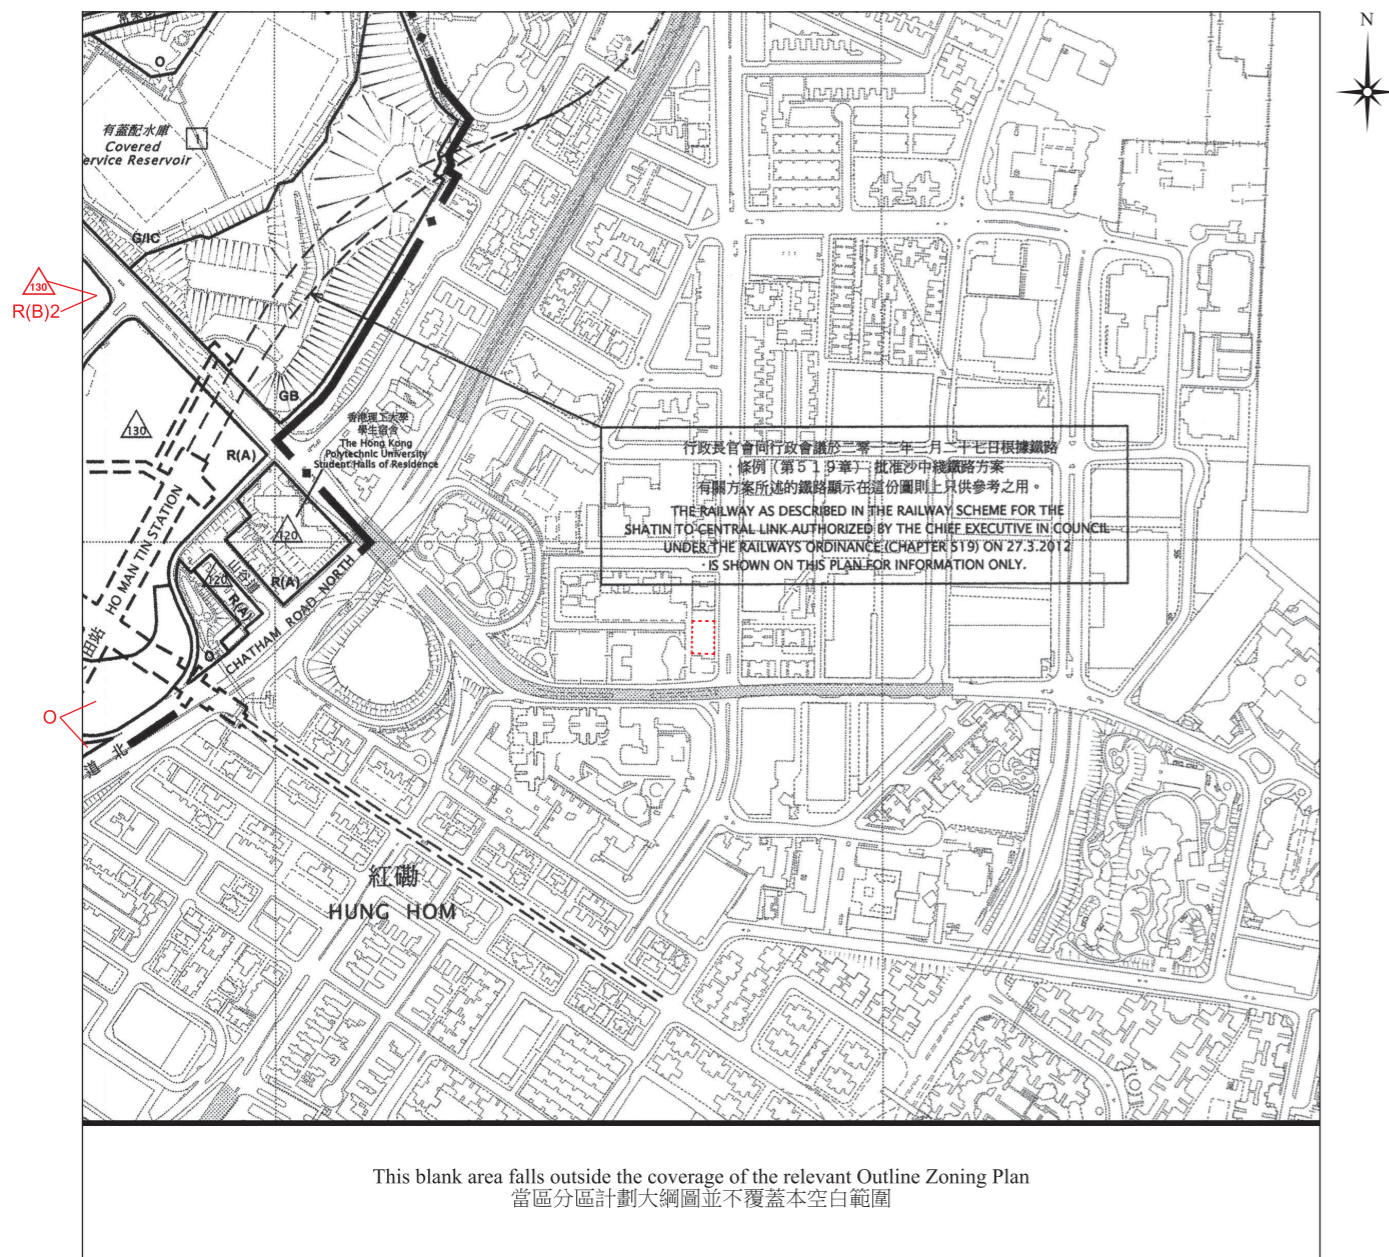 N
O
有蓋配水庫
Covered
ervice Reservoir
1
G/IC
130
R(B)2
GB
130
R(A)
香港理工大學
學生宿舍
The Hong Kong
Polytechnic University
Student Halls of Residence
行政長官會同行政會議於二零一二年三月二十七日根據鐵路
條例(第519章)批准沙中綫鐵路方案
有關方案所述的鐵路顯示在這份圖則上只供參考之用。
THE RAILWAY AS DESCRIBED IN THE RAILWAY SCHEME FOR THE
SHATIN TO CENTRAL LINK AUTHORIZED BY THE CHIEF EXECUTIVE IN COUNCIL
UNDER THE RAILWAYS ORDINANCE (CHAPTER 519) ON 27.3.2012
IS SHOWN ON THIS PLAN FOR INFORMATION ONLY.
HO MAN TIN STATION
田站
120
山谷道
R(A)
120
R(A)
O
CHATHAM ROAD NORTH
O
道北
紅磡
HUNG HOM
This blank area falls outside the coverage of the relevant Outline Zoning Plan
當區分區計劃大綱圖並不覆蓋本空白範圍